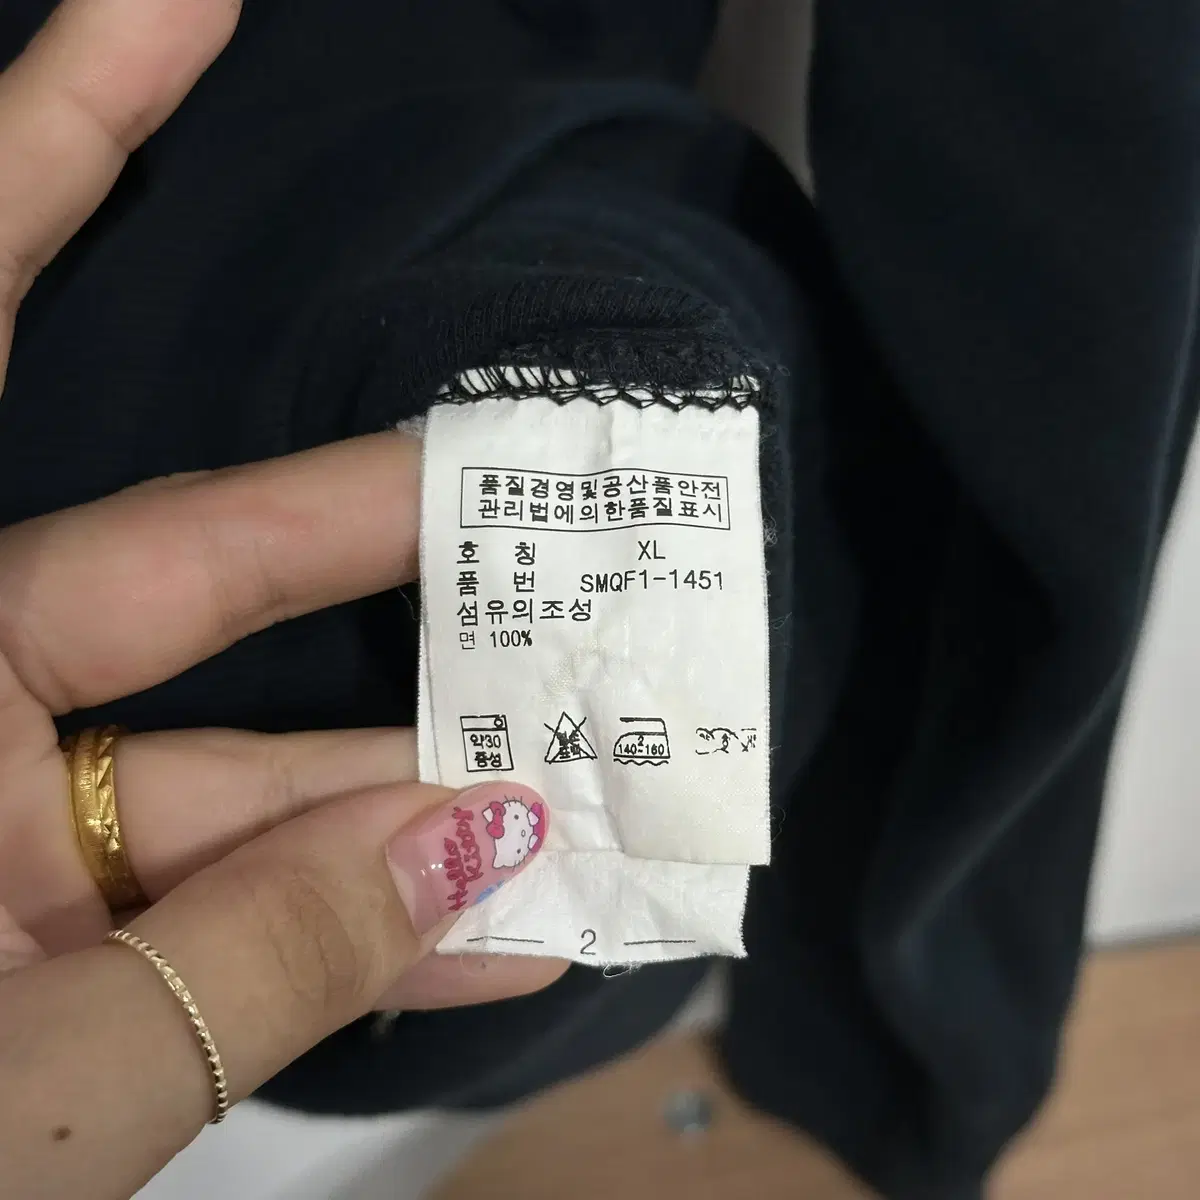 품질경영및공산품안전
관리법에의한품질표시
호 칭 XL
품 번 SMQF1-1451
섬유의조성
면 100%
약30
중성
2
140~160
Hello
Kitty
2